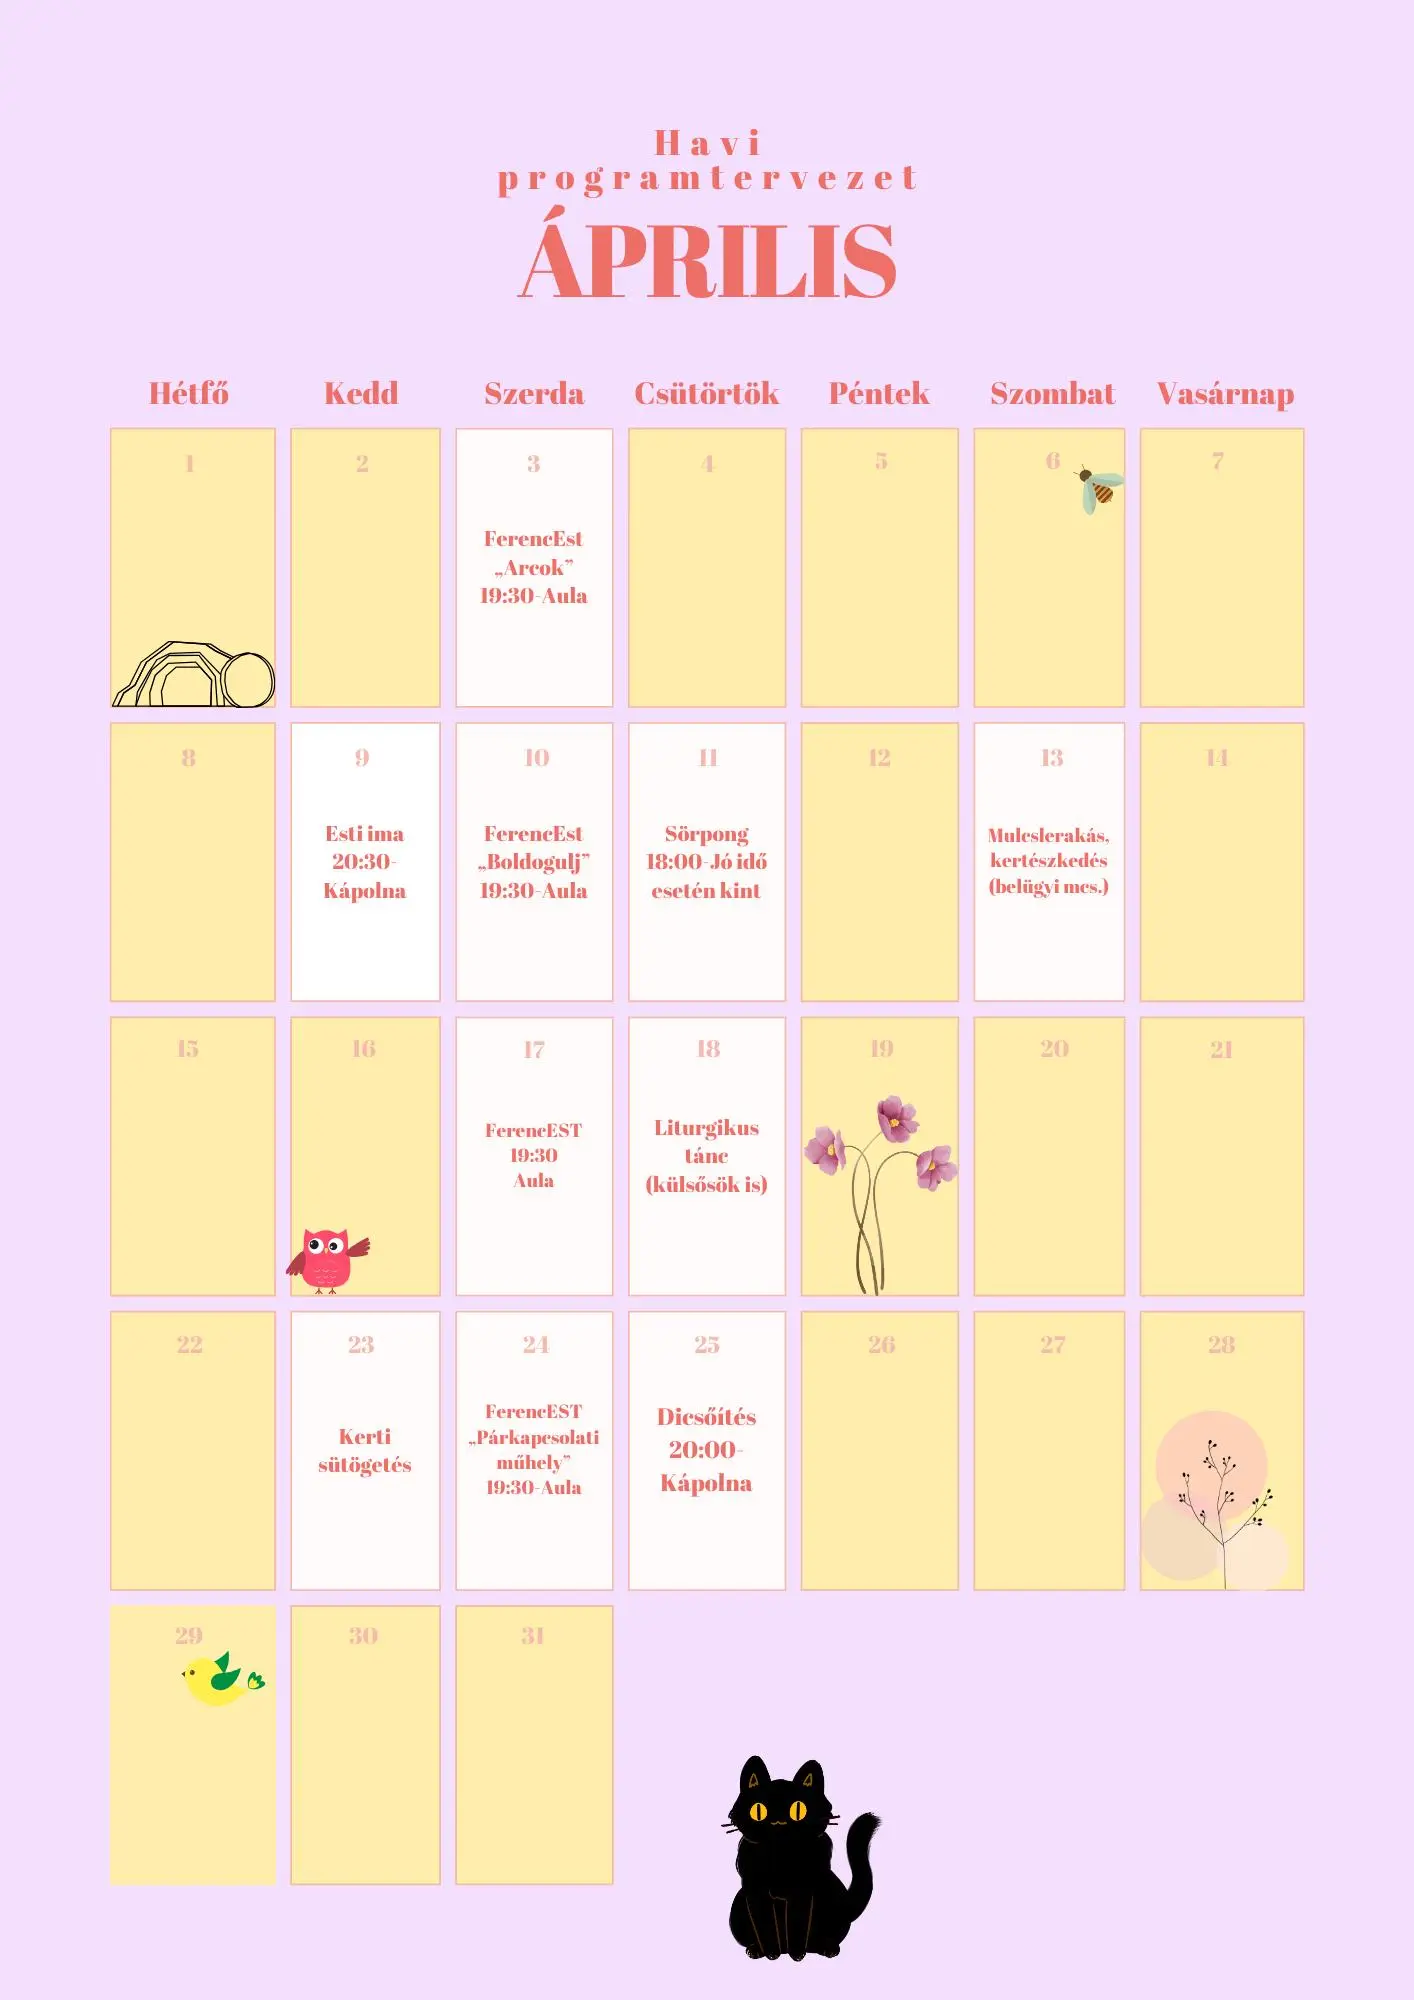 Havi
programtervezet
ÁPRILIS
Hétfő Kedd Szerda Csütörtök Péntek Szombat Vasárnap
1
2
3
FerencEst
„Arcok”
19:30-Aula
4
5
6
7
8
9
Esti ima
20:30-
Kápolna
10
FerencEst
„Boldogulj”
19:30-Aula
11
Sörpong
18:00-Jó idő
esetén kint
12
13
Mulcslerakás,
kertészkedés
(belügyi mcs.)
14
15
16
17
FerencEST
19:30
Aula
18
Liturgikus
tánc
(külsősök is)
19
20
21
22
23
Kerti
sütögetés
24
FerencEST
„Párkapcsolati
műhely”
19:30-Aula
25
Dicsőítés
20:00-
Kápolna
26
27
28
29
30
31